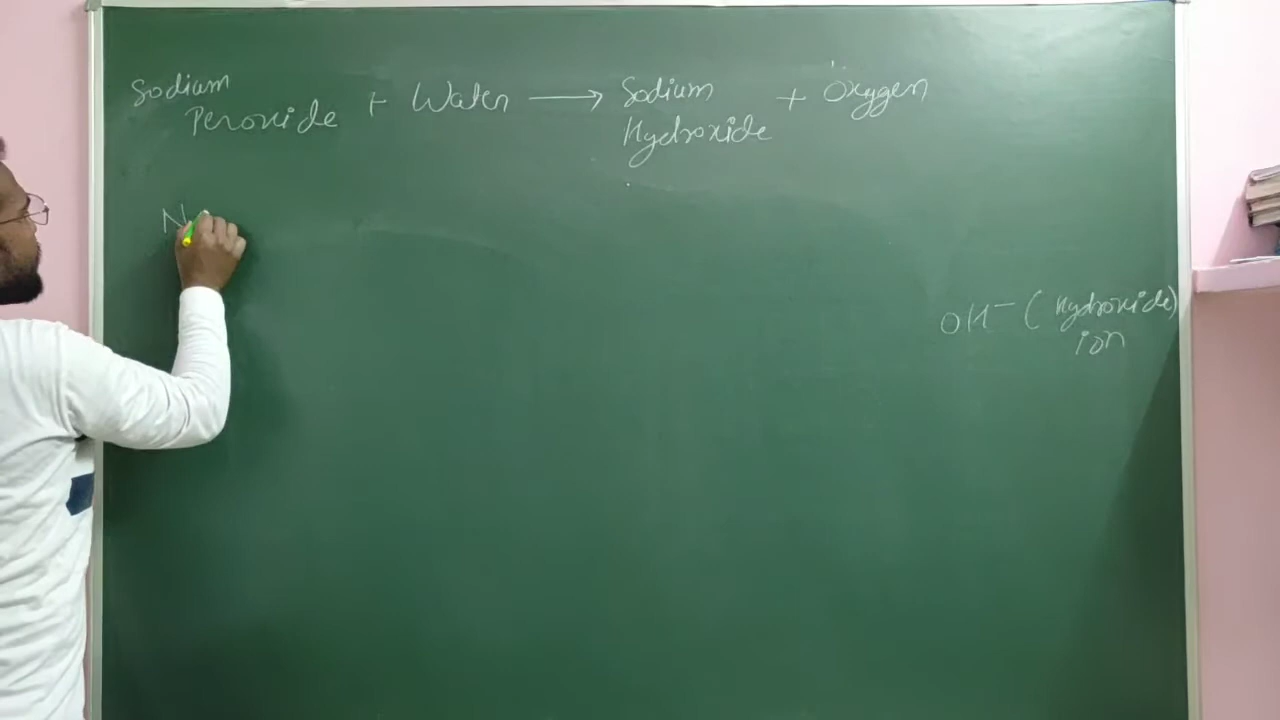 Sodium Peroxide + Water ⟶ Sodium Hydroxide + Oxygen
N
OH⁻ (Hydroxide)
ion